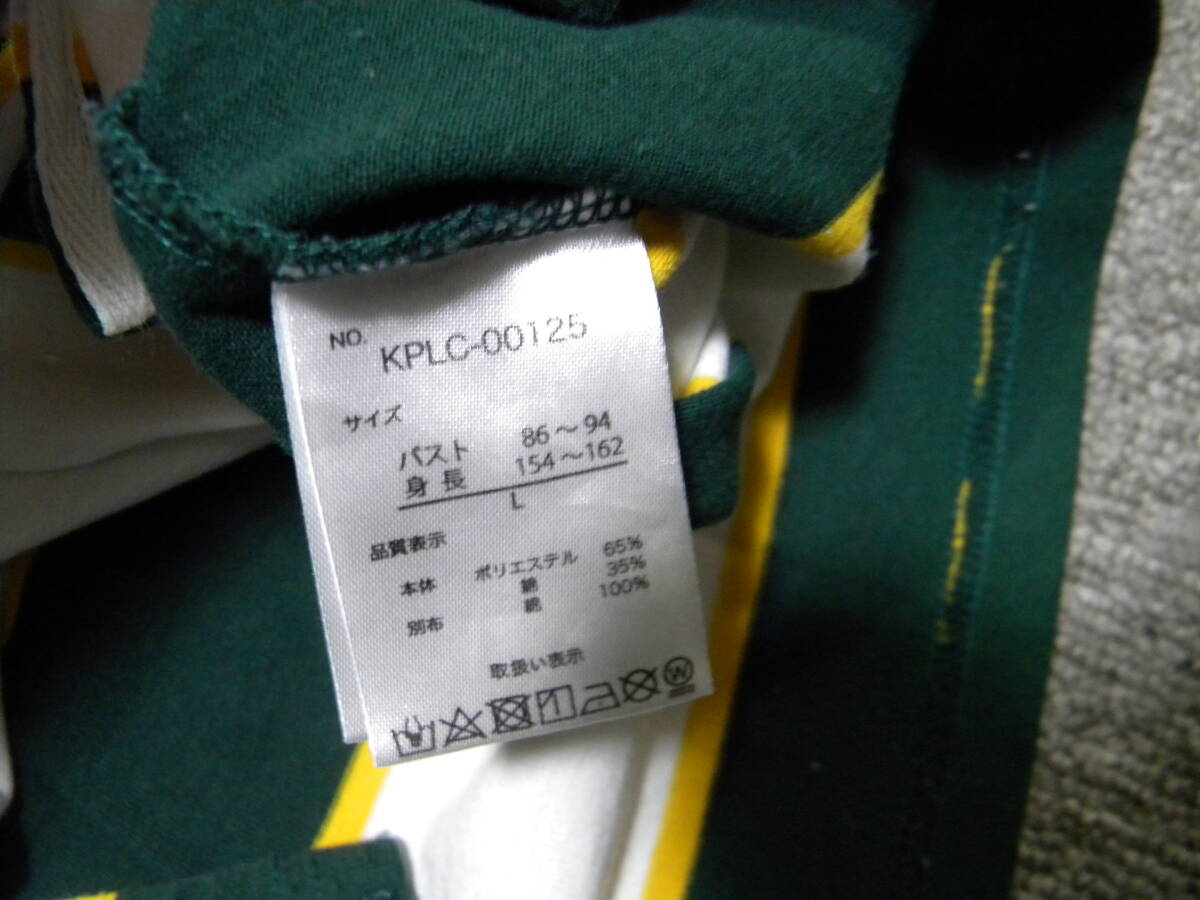 NO. KPLC-00125
サイズ
バスト 86～94
身長 154～162
L
品質表示
本体 ポリエステル 65%
綿 35%
別布 綿 100%
取扱い表示
W